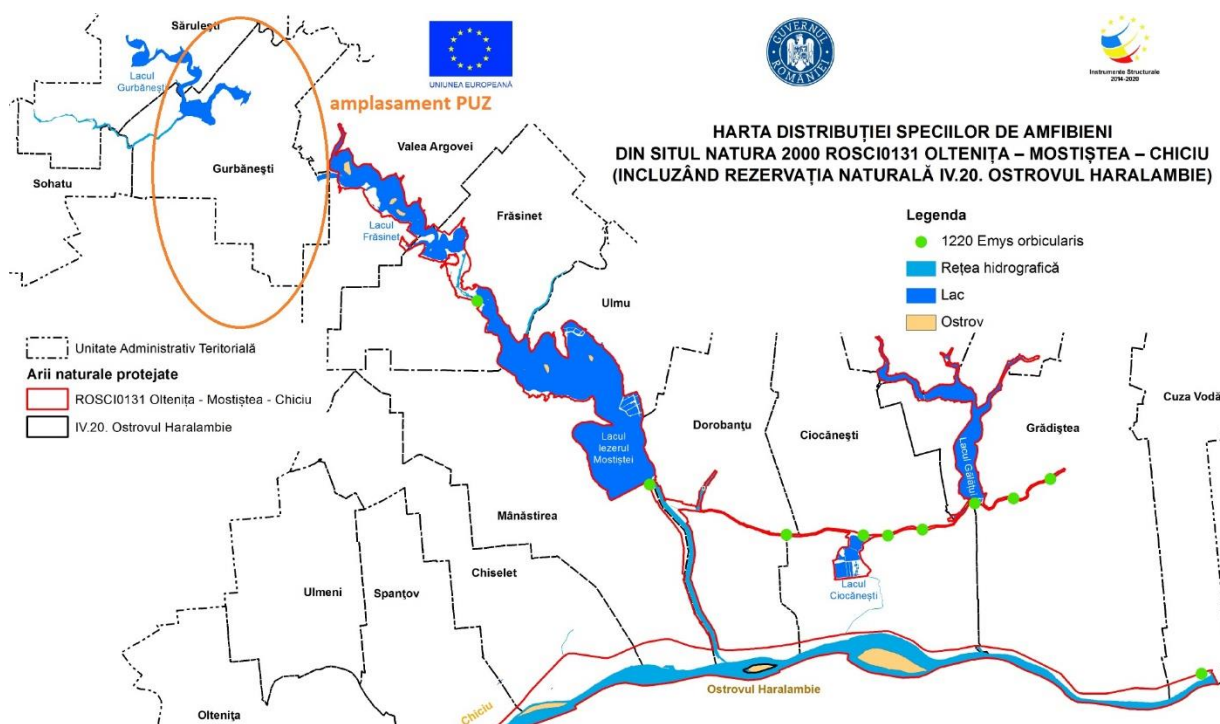 Sărulești
Lacul
Gurbănești
UNIUNEA EUROPEANĂ
GUVERNUL
ROMÂNIEI
Instrumente Structurale
2014-2020
amplasament PUZ
HARTA DISTRIBUȚIEI SPECIILOR DE AMFIBIENI
DIN SITUL NATURA 2000 ROSCI0131 OLTENIȚA – MOSTIȘTEA – CHICIU
(INCLUZÂND REZERVAȚIA NATURALĂ IV.20. OSTROVUL HARALAMBIE)
Valea Argovei
Gurbănești
Sohatu
Frăsinet
Lacul
Frăsinet
Legenda
1220 Emys orbicularis
Rețea hidrografică
Lac
Ostrov
Ulmu
Unitate Administrativ Teritorială
Arii naturale protejate
ROSCI0131 Oltenița - Mostiștea - Chiciu
IV.20. Ostrovul Haralambie
Cuza Vodă
Dorobanțu
Ciocănești
Grădiștea
Lacul
Iezerul
Mostiștei
Lacul Gălățui
Mânăstirea
Chiselet
Ulmeni
Spanțov
Lacul
Ciocănești
Ostrovul Haralambie
Oltenița
Chiciu